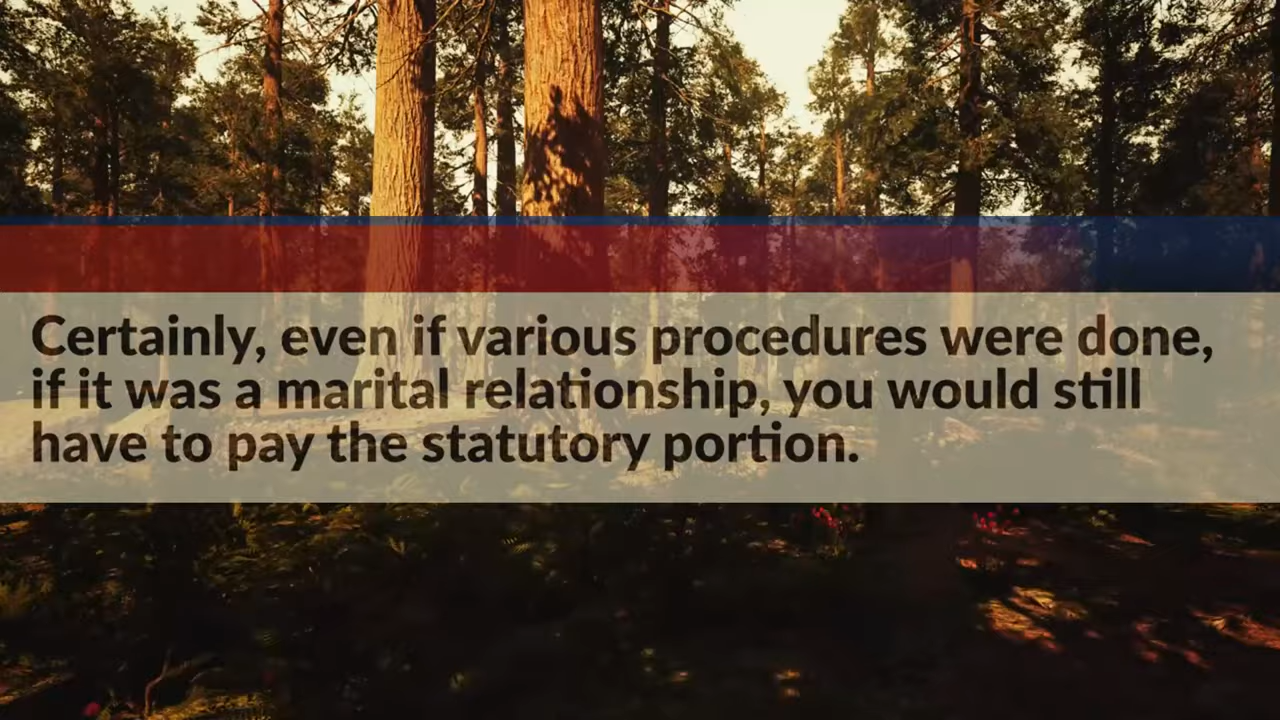 Certainly, even if various procedures were done,
if it was a marital relationship, you would still
have to pay the statutory portion.